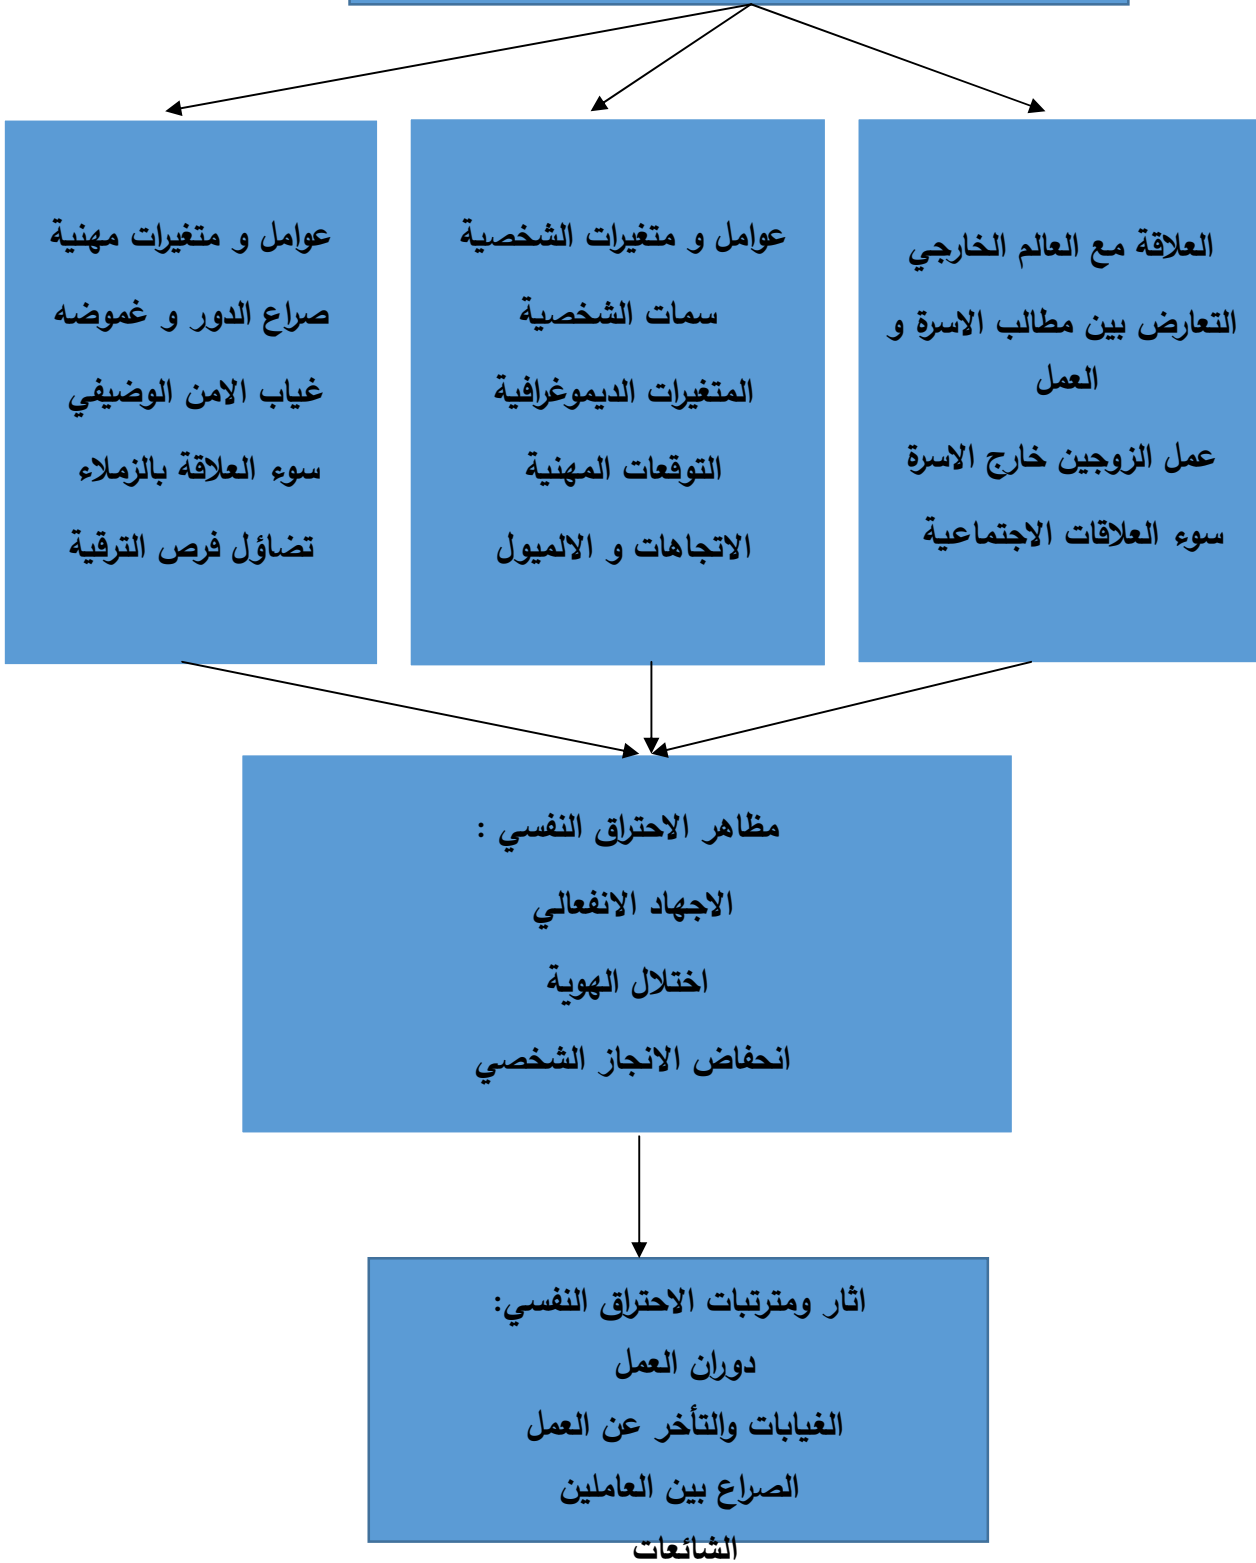 العلاقة مع العالم الخارجي
التعارض بين مطالب الاسرة و
العمل
عمل الزوجين خارج الاسرة
سوء العلاقات الاجتماعية
عوامل و متغيرات الشخصية
سمات الشخصية
المتغيرات الديموغرافية
التوقعات المهنية
الاتجاهات و الالميول
عوامل و متغيرات مهنية
صراع الدور و غموضه
غياب الامن الوضيفي
سوء العلاقة بالزملاء
تضاؤل فرص الترقية
مظاهر الاحتراق النفسي :
الاجهاد الانفعالي
اختلال الهوية
انحفاض الانجاز الشخصي
اثار ومترتبات الاحتراق النفسي:
دوران العمل
الغيابات والتأخر عن العمل
الصراع بين العاملين
الشائعات